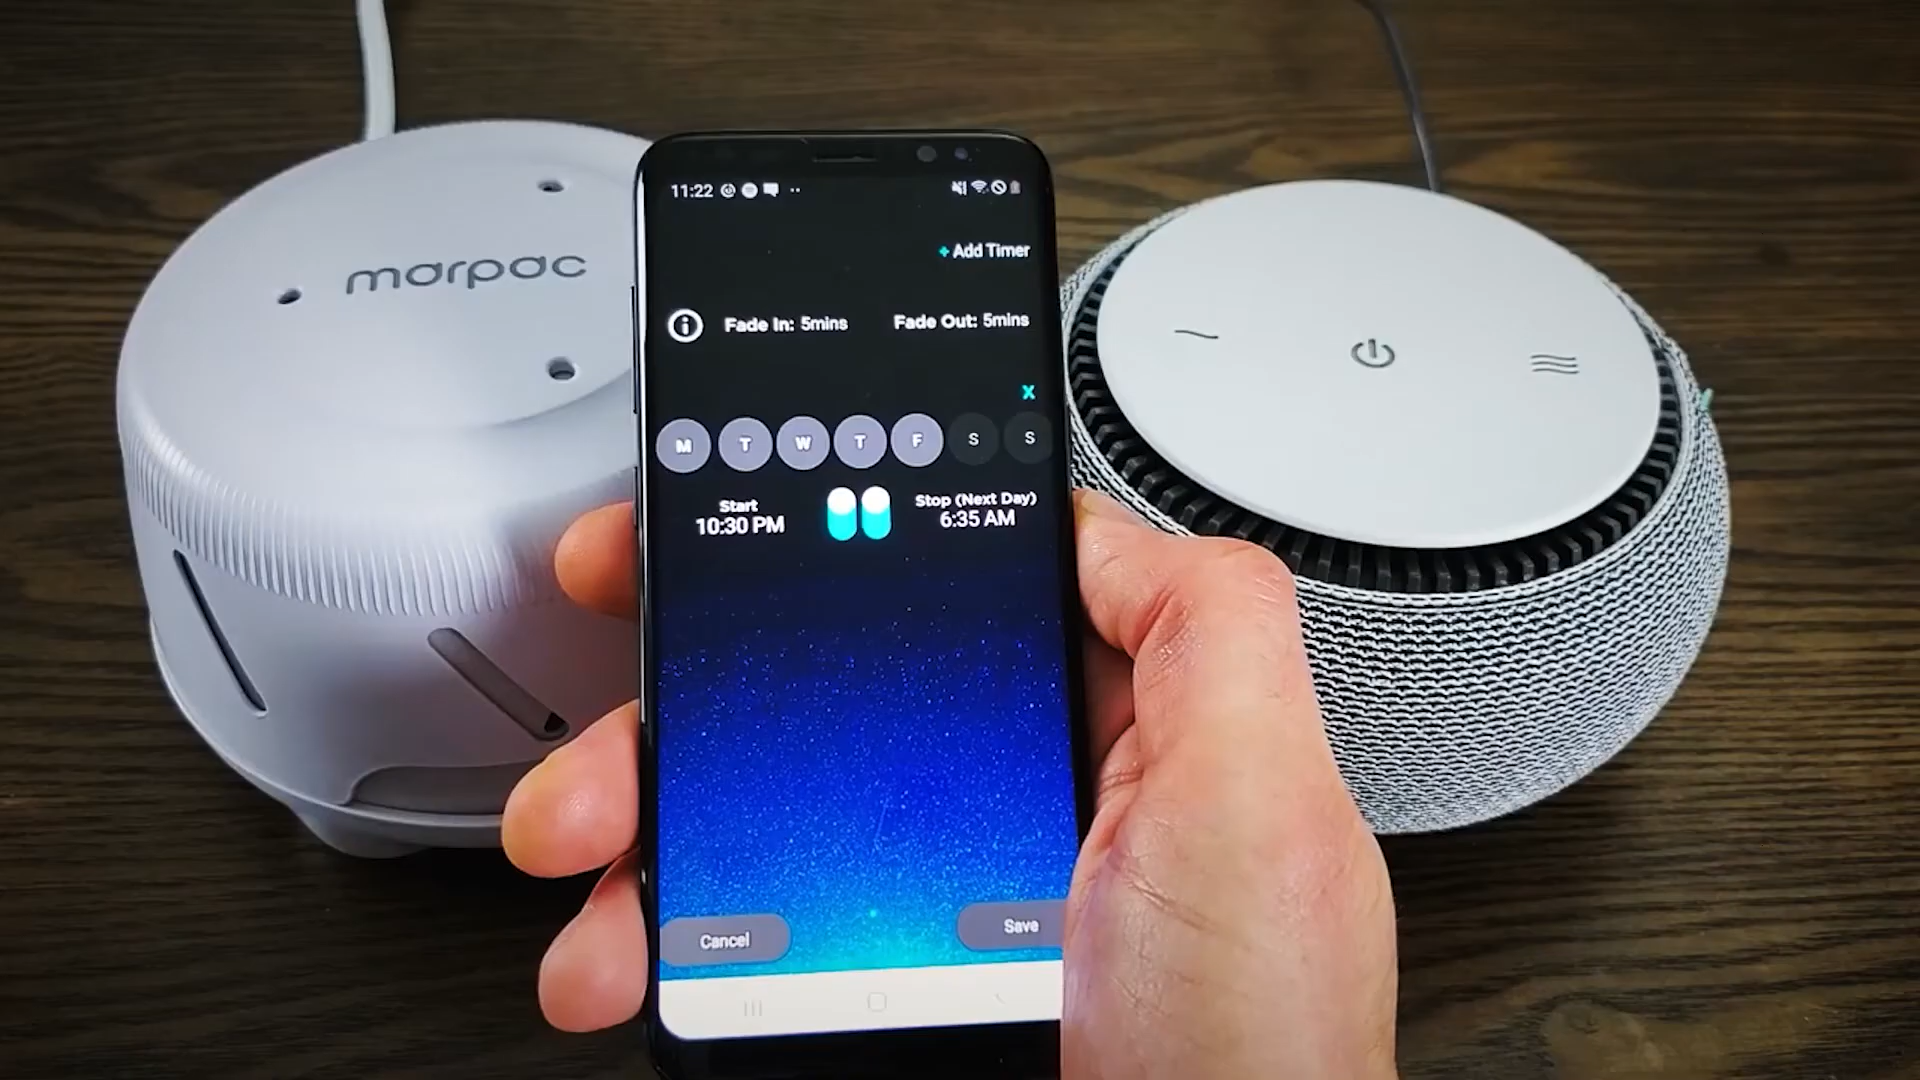 marpac
11:22
+ Add Timer
Fade In: 5mins Fade Out: 5mins
X
M T W T F S S
Start Stop (Next Day)
10:30 PM 6:35 AM
Cancel Save